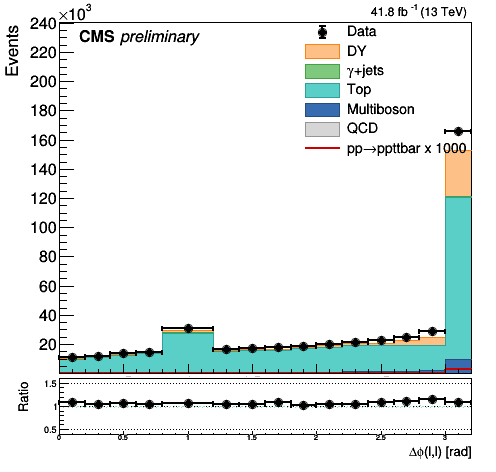 ×10³
41.8 fb⁻¹ (13 TeV)
CMS preliminary
Events
240
220
200
180
160
140
120
100
80
60
40
20
Data
DY
γ+jets
Top
Multiboson
QCD
pp→ppttbar x 1000
Ratio
1.5
1
0.5
0 0.5 1 1.5 2 2.5 3
Δϕ(l,l) [rad]